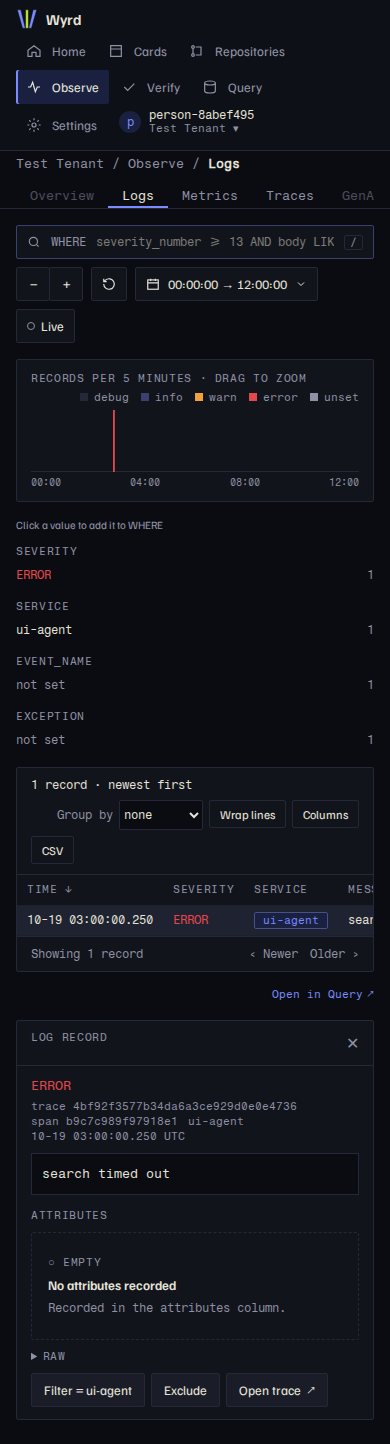 Wyrd
Home Cards Repositories
Observe Verify Query
Settings p person-8abef495
Test Tenant ▾
Test Tenant / Observe / Logs
Overview Logs Metrics Traces GenA
WHERE severity_number ⩾ 13 AND body LIK /
− + 00:00:00 → 12:00:00
Live
RECORDS PER 5 MINUTES · DRAG TO ZOOM
debug info warn error unset
00:00 04:00 08:00 12:00
Click a value to add it to WHERE
SEVERITY
ERROR 1
SERVICE
ui-agent 1
EVENT_NAME
not set 1
EXCEPTION
not set 1
1 record · newest first
Group by none Wrap lines Columns
CSV
TIME ↓ SEVERITY SERVICE MESS
10-19 03:00:00.250 ERROR ui-agent sear
Showing 1 record ‹ Newer Older ›
Open in Query ↗
LOG RECORD ✕
ERROR
trace 4bf92f3577b34da6a3ce929d0e0e4736
span b9c7c989f97918e1 ui-agent
10-19 03:00:00.250 UTC
search timed out
ATTRIBUTES
○ EMPTY
No attributes recorded
Recorded in the attributes column.
▶ RAW
Filter = ui-agent Exclude Open trace ↗